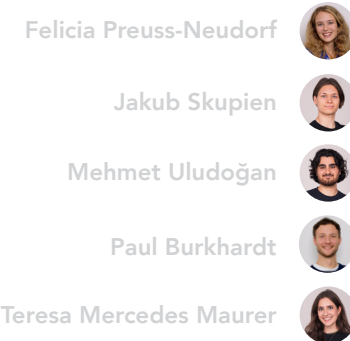 Felicia Preuss-Neudorf
Jakub Skupien
Mehmet Uludoğan
Paul Burkhardt
Teresa Mercedes Maurer